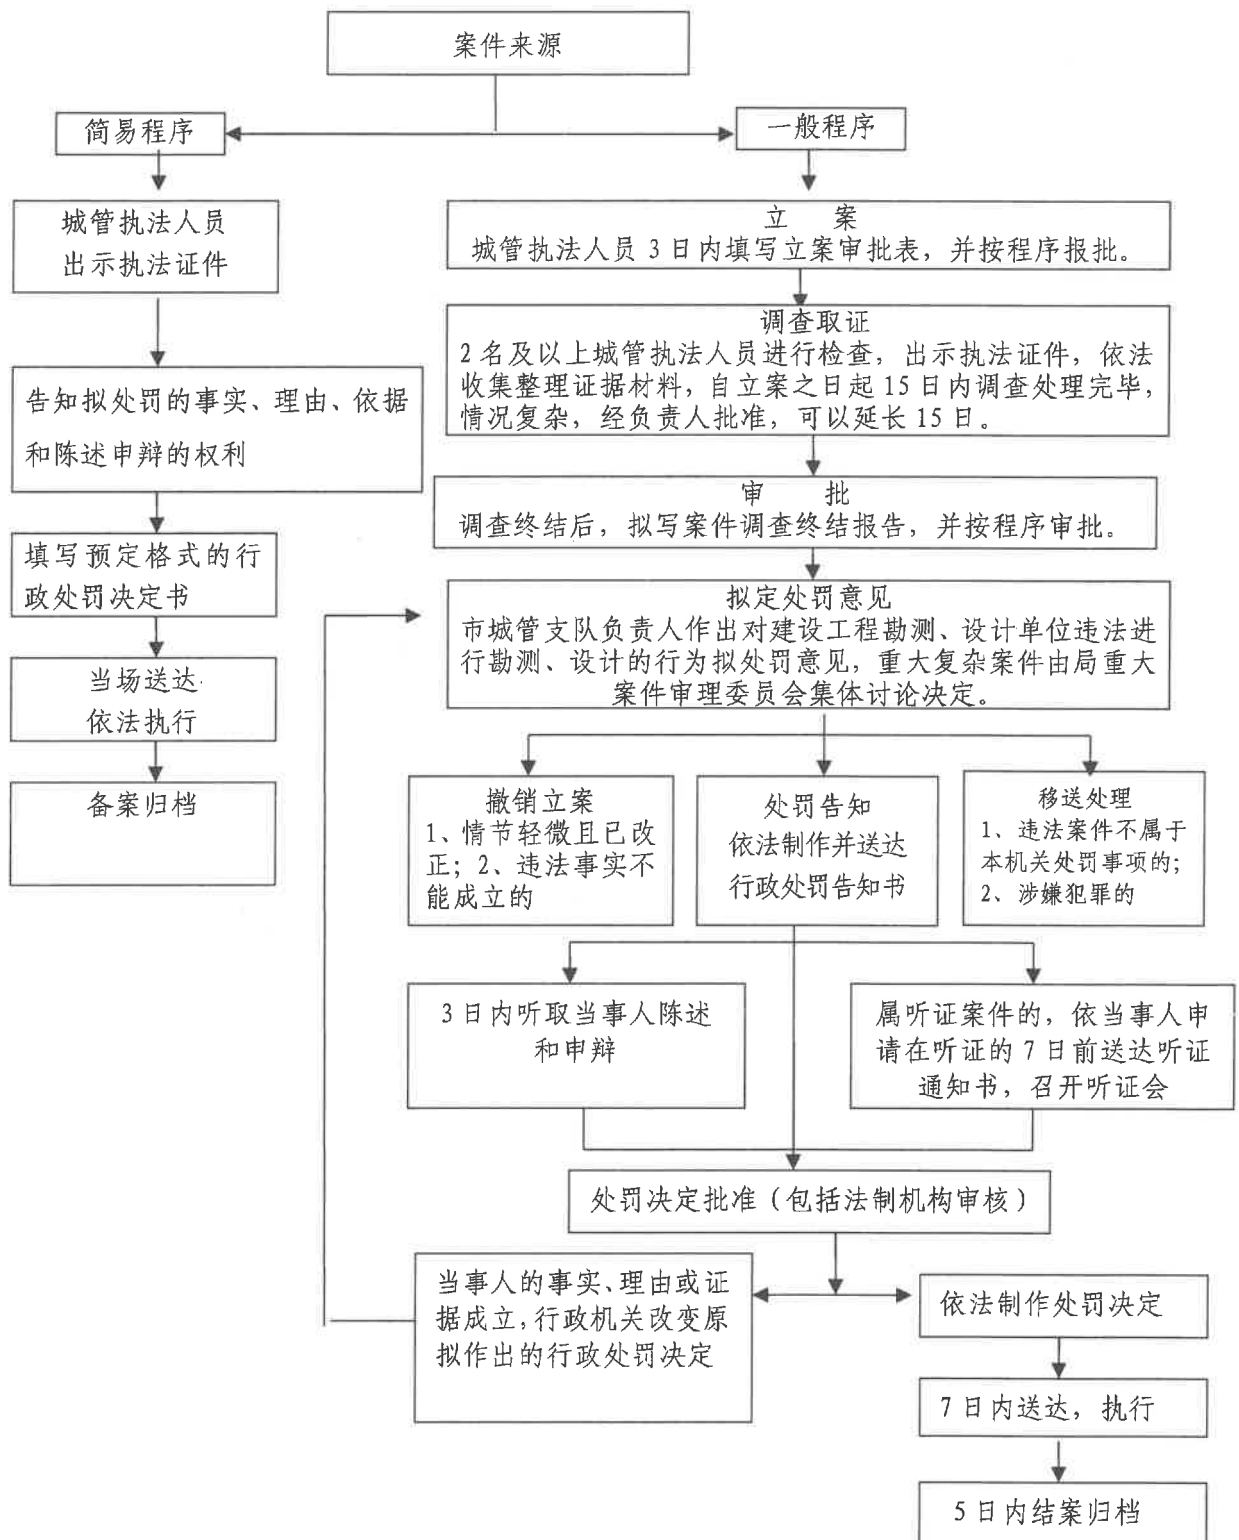 案件来源
简易程序
一般程序
城管执法人员
出示执法证件
告知拟处罚的事实、理由、依据
和陈述申辩的权利
填写预定格式的行
政处罚决定书
当场送达
依法执行
备案归档
立 案
城管执法人员3日内填写立案审批表，并按程序报批。
调查取证
2名及以上城管执法人员进行检查，出示执法证件，依法
收集整理证据材料，自立案之日起15日内调查处理完毕，
情况复杂，经负责人批准，可以延长15日。
审 批
调查终结后，拟写案件调查终结报告，并按程序审批。
拟定处罚意见
市城管支队负责人作出对建设工程勘测、设计单位违法进
行勘测、设计的行为拟处罚意见，重大复杂案件由局重大
案件审理委员会集体讨论决定。
撤销立案
1、情节轻微且已改
正；2、违法事实不
能成立的
处罚告知
依法制作并送达
行政处罚告知书
移送处理
1、违法案件不属于
本机关处罚事项的；
2、涉嫌犯罪的
3日内听取当事人陈述
和申辩
属听证案件的，依当事人申
请在听证的7日前送达听证
通知书，召开听证会
处罚决定批准（包括法制机构审核）
当事人的事实、理由或证
据成立，行政机关改变原
拟作出的行政处罚决定
依法制作处罚决定
7日内送达，执行
5日内结案归档